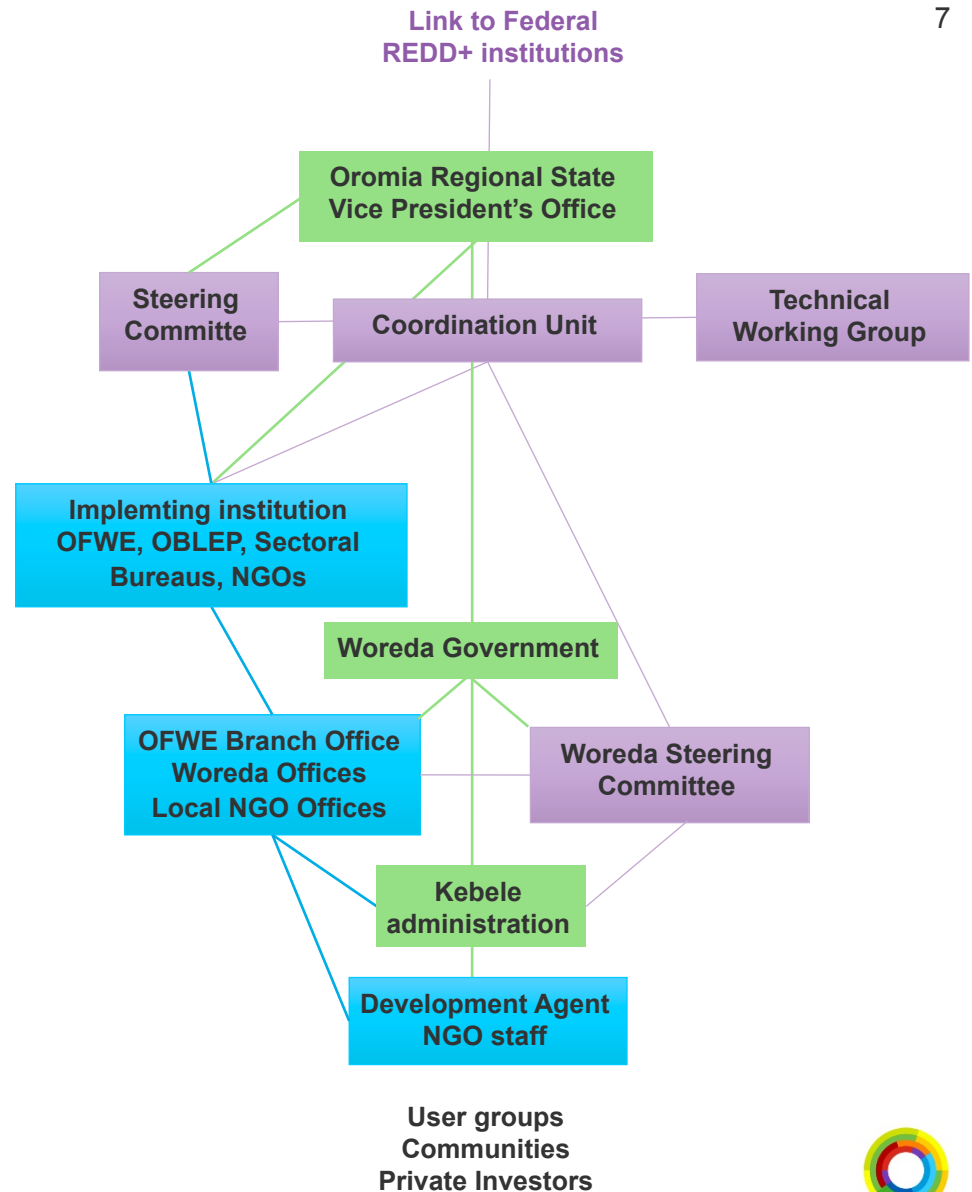 7
Link to Federal
REDD+ institutions
Oromia Regional State
Vice President's Office
Steering
Committe
Coordination Unit
Technical
Working Group
Implemting institution
OFWE, OBLEP, Sectoral
Bureaus, NGOs
Woreda Government
OFWE Branch Office
Woreda Offices
Local NGO Offices
Woreda Steering
Committee
Kebele
administration
Development Agent
NGO staff
User groups
Communities
Private Investors